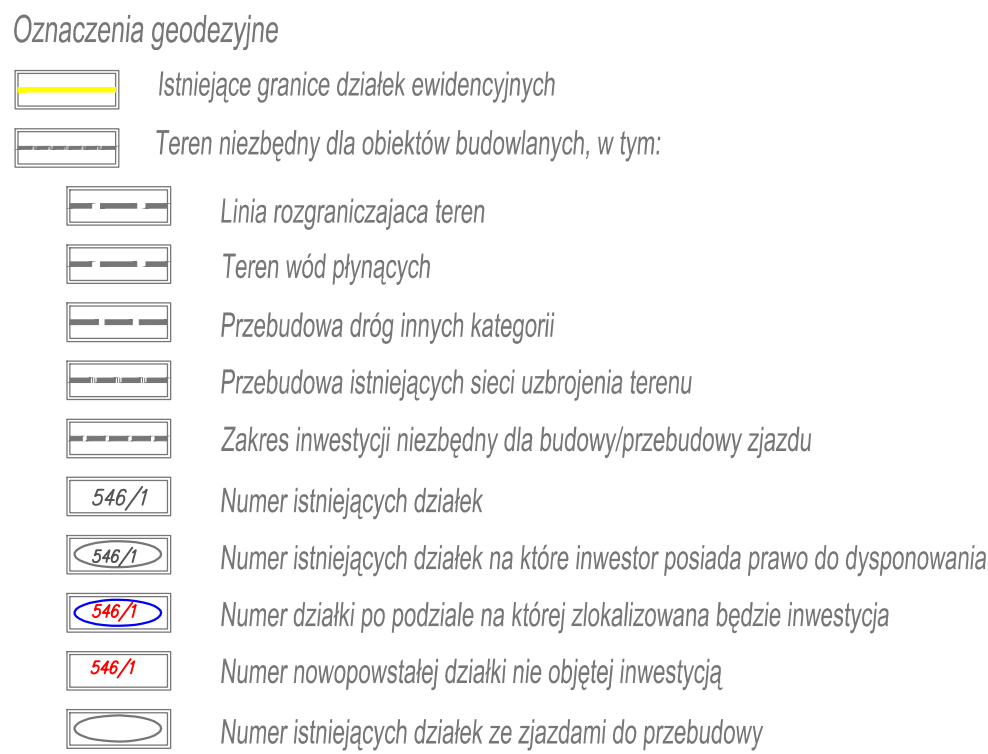 Oznaczenia geodezyjne
Istniejące granice działek ewidencyjnych
Teren niezbędny dla obiektów budowlanych, w tym:
Linia rozgraniczajaca teren
Teren wód płynących
Przebudowa dróg innych kategorii
Przebudowa istniejących sieci uzbrojenia terenu
Zakres inwestycji niezbędny dla budowy/przebudowy zjazdu
546/1 Numer istniejących działek
546/1 Numer istniejących działek na które inwestor posiada prawo do dysponowania
546/1 Numer działki po podziale na której zlokalizowana będzie inwestycja
546/1 Numer nowopowstałej działki nie objętej inwestycją
Numer istniejących działek ze zjazdami do przebudowy